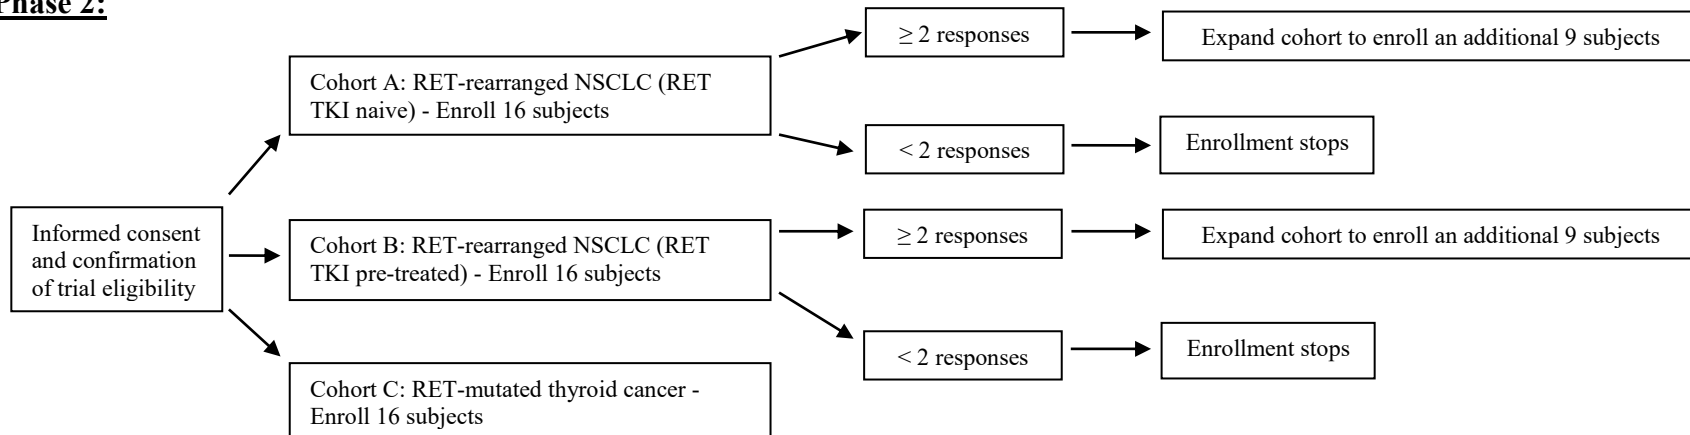 Phase 2:
≥ 2 responses
Expand cohort to enroll an additional 9 subjects
Cohort A: RET-rearranged NSCLC (RET
TKI naive) - Enroll 16 subjects
< 2 responses
Enrollment stops
Informed consent
and confirmation
of trial eligibility
Cohort B: RET-rearranged NSCLC (RET
TKI pre-treated) - Enroll 16 subjects
≥ 2 responses
Expand cohort to enroll an additional 9 subjects
< 2 responses
Enrollment stops
Cohort C: RET-mutated thyroid cancer -
Enroll 16 subjects